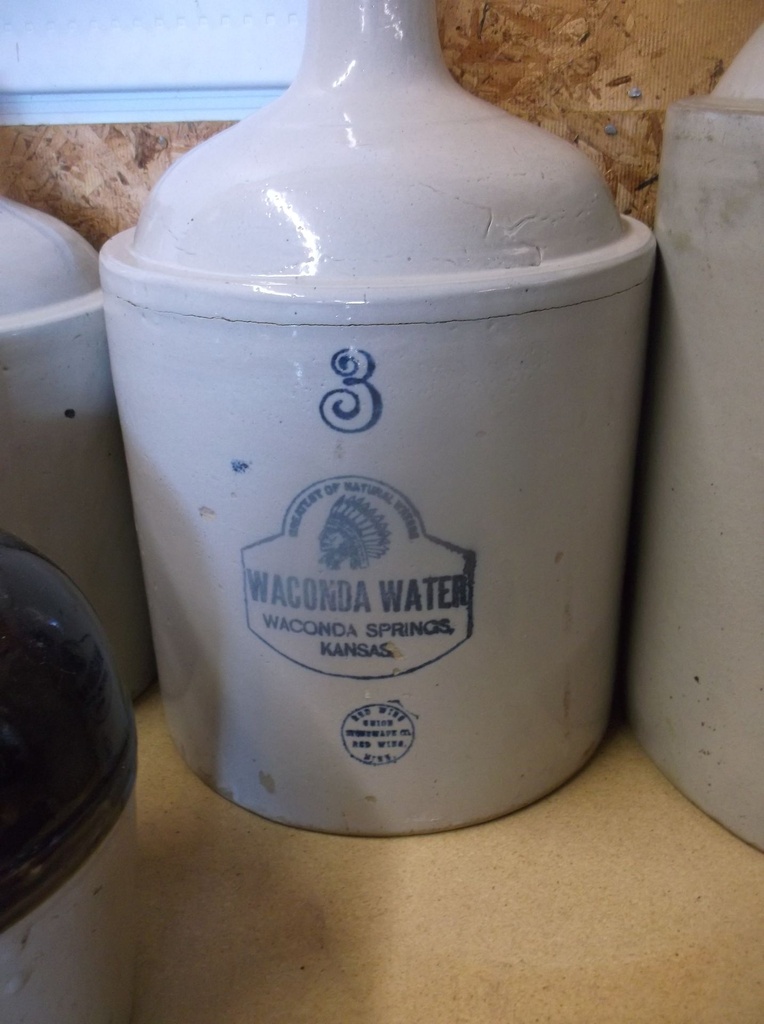 3
GREATEST OF NATURAL WATERS
WACONDA WATER
WACONDA SPRINGS,
KANSAS.
RED WING
UNION
STONEWARE CO.
RED WING,
MINN.